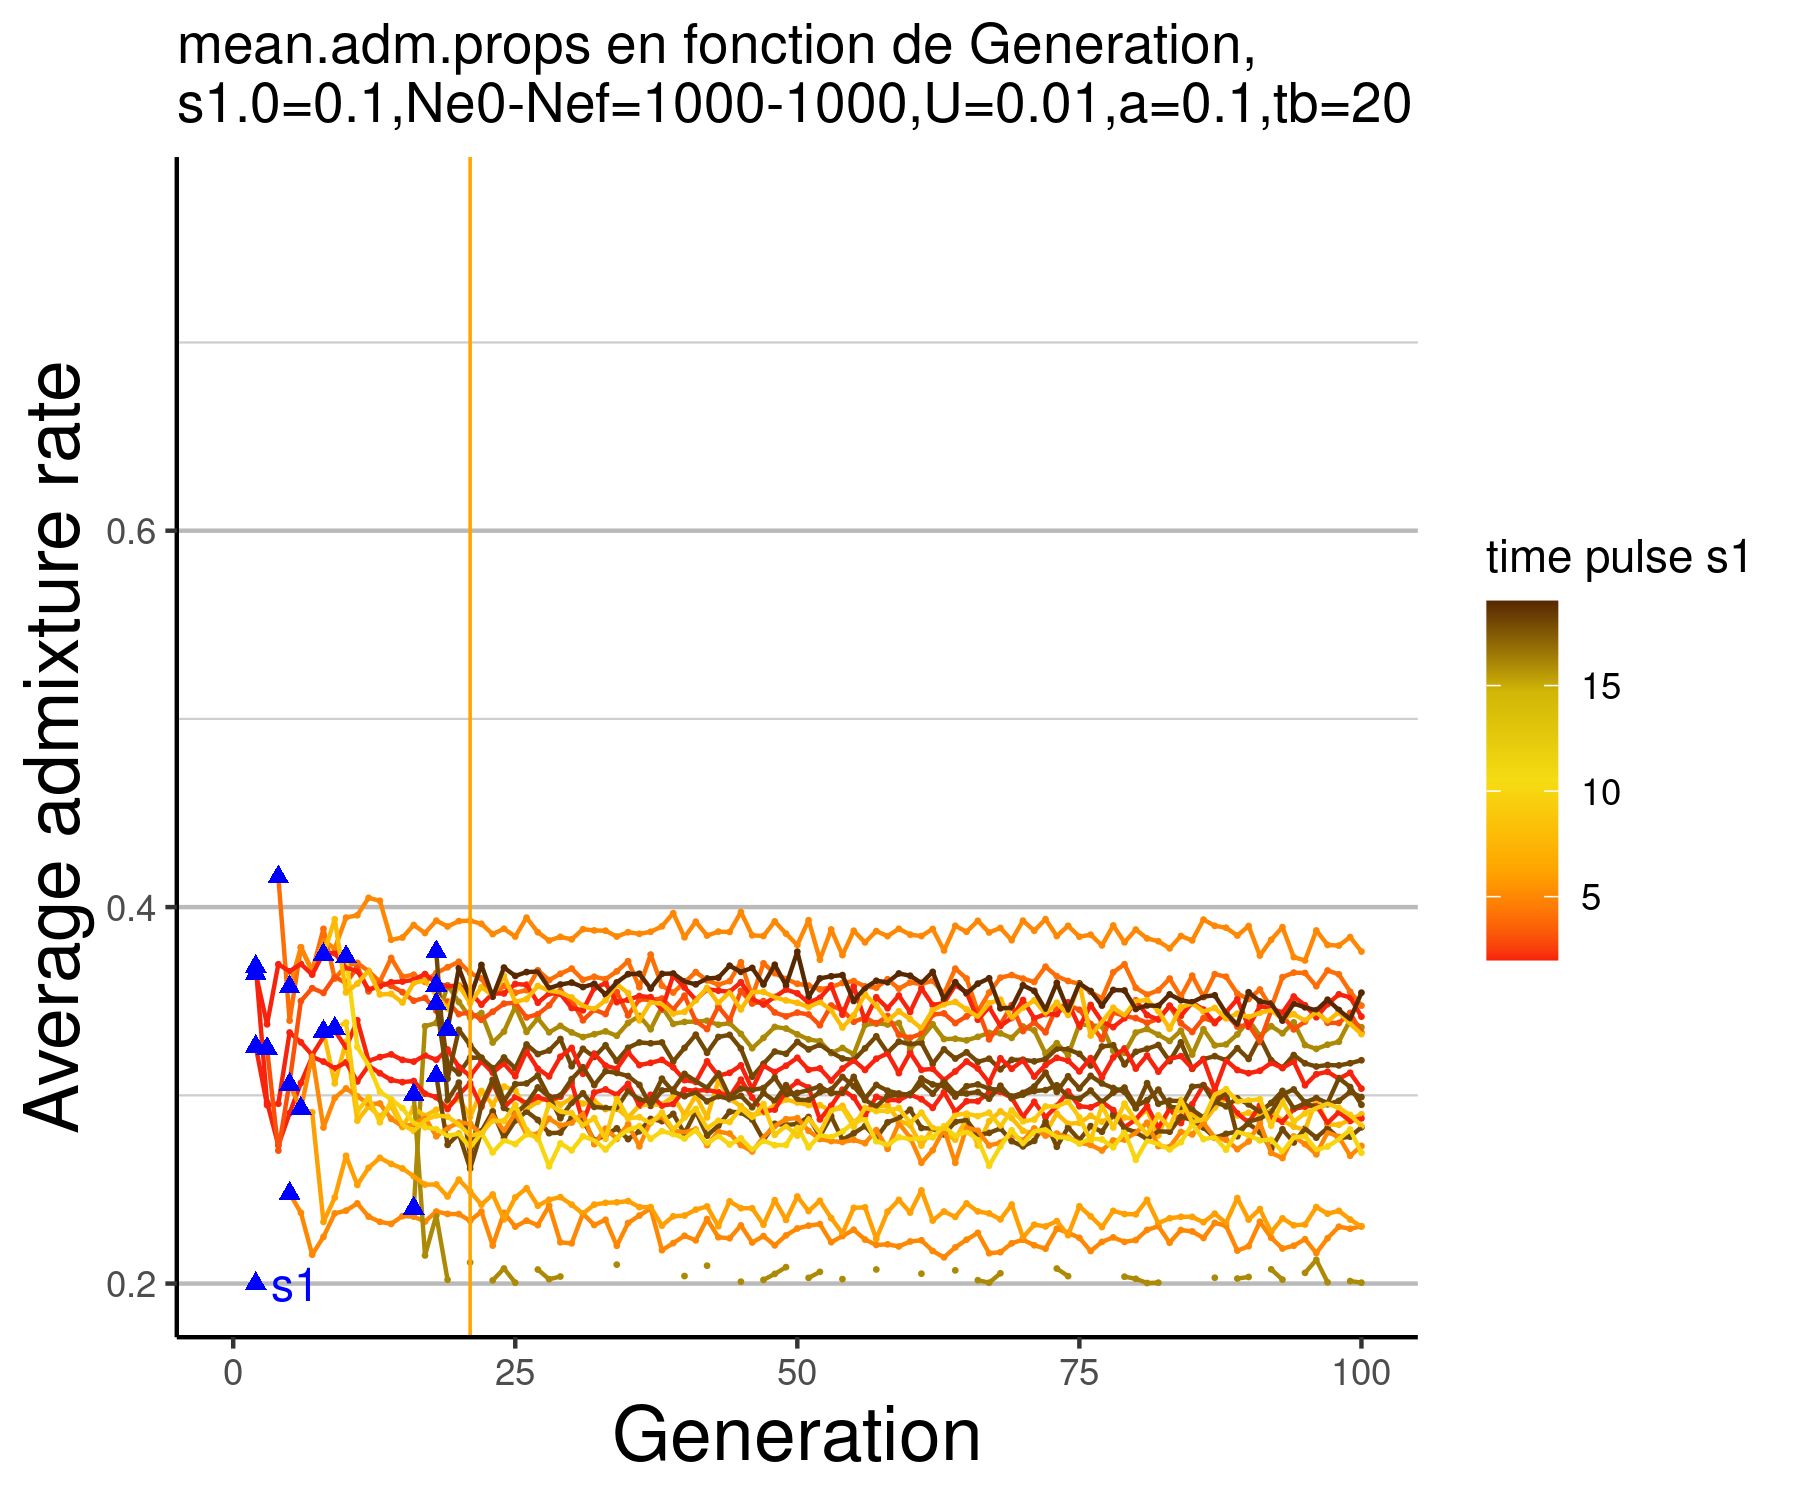 mean.adm.props en fonction de Generation,
s1.0=0.1,Ne0-Nef=1000-1000,U=0.01,a=0.1,tb=20
Average admixture rate
0.6
0.4
0.2
s1
0 25 50 75 100
Generation
time pulse s1
15
10
5